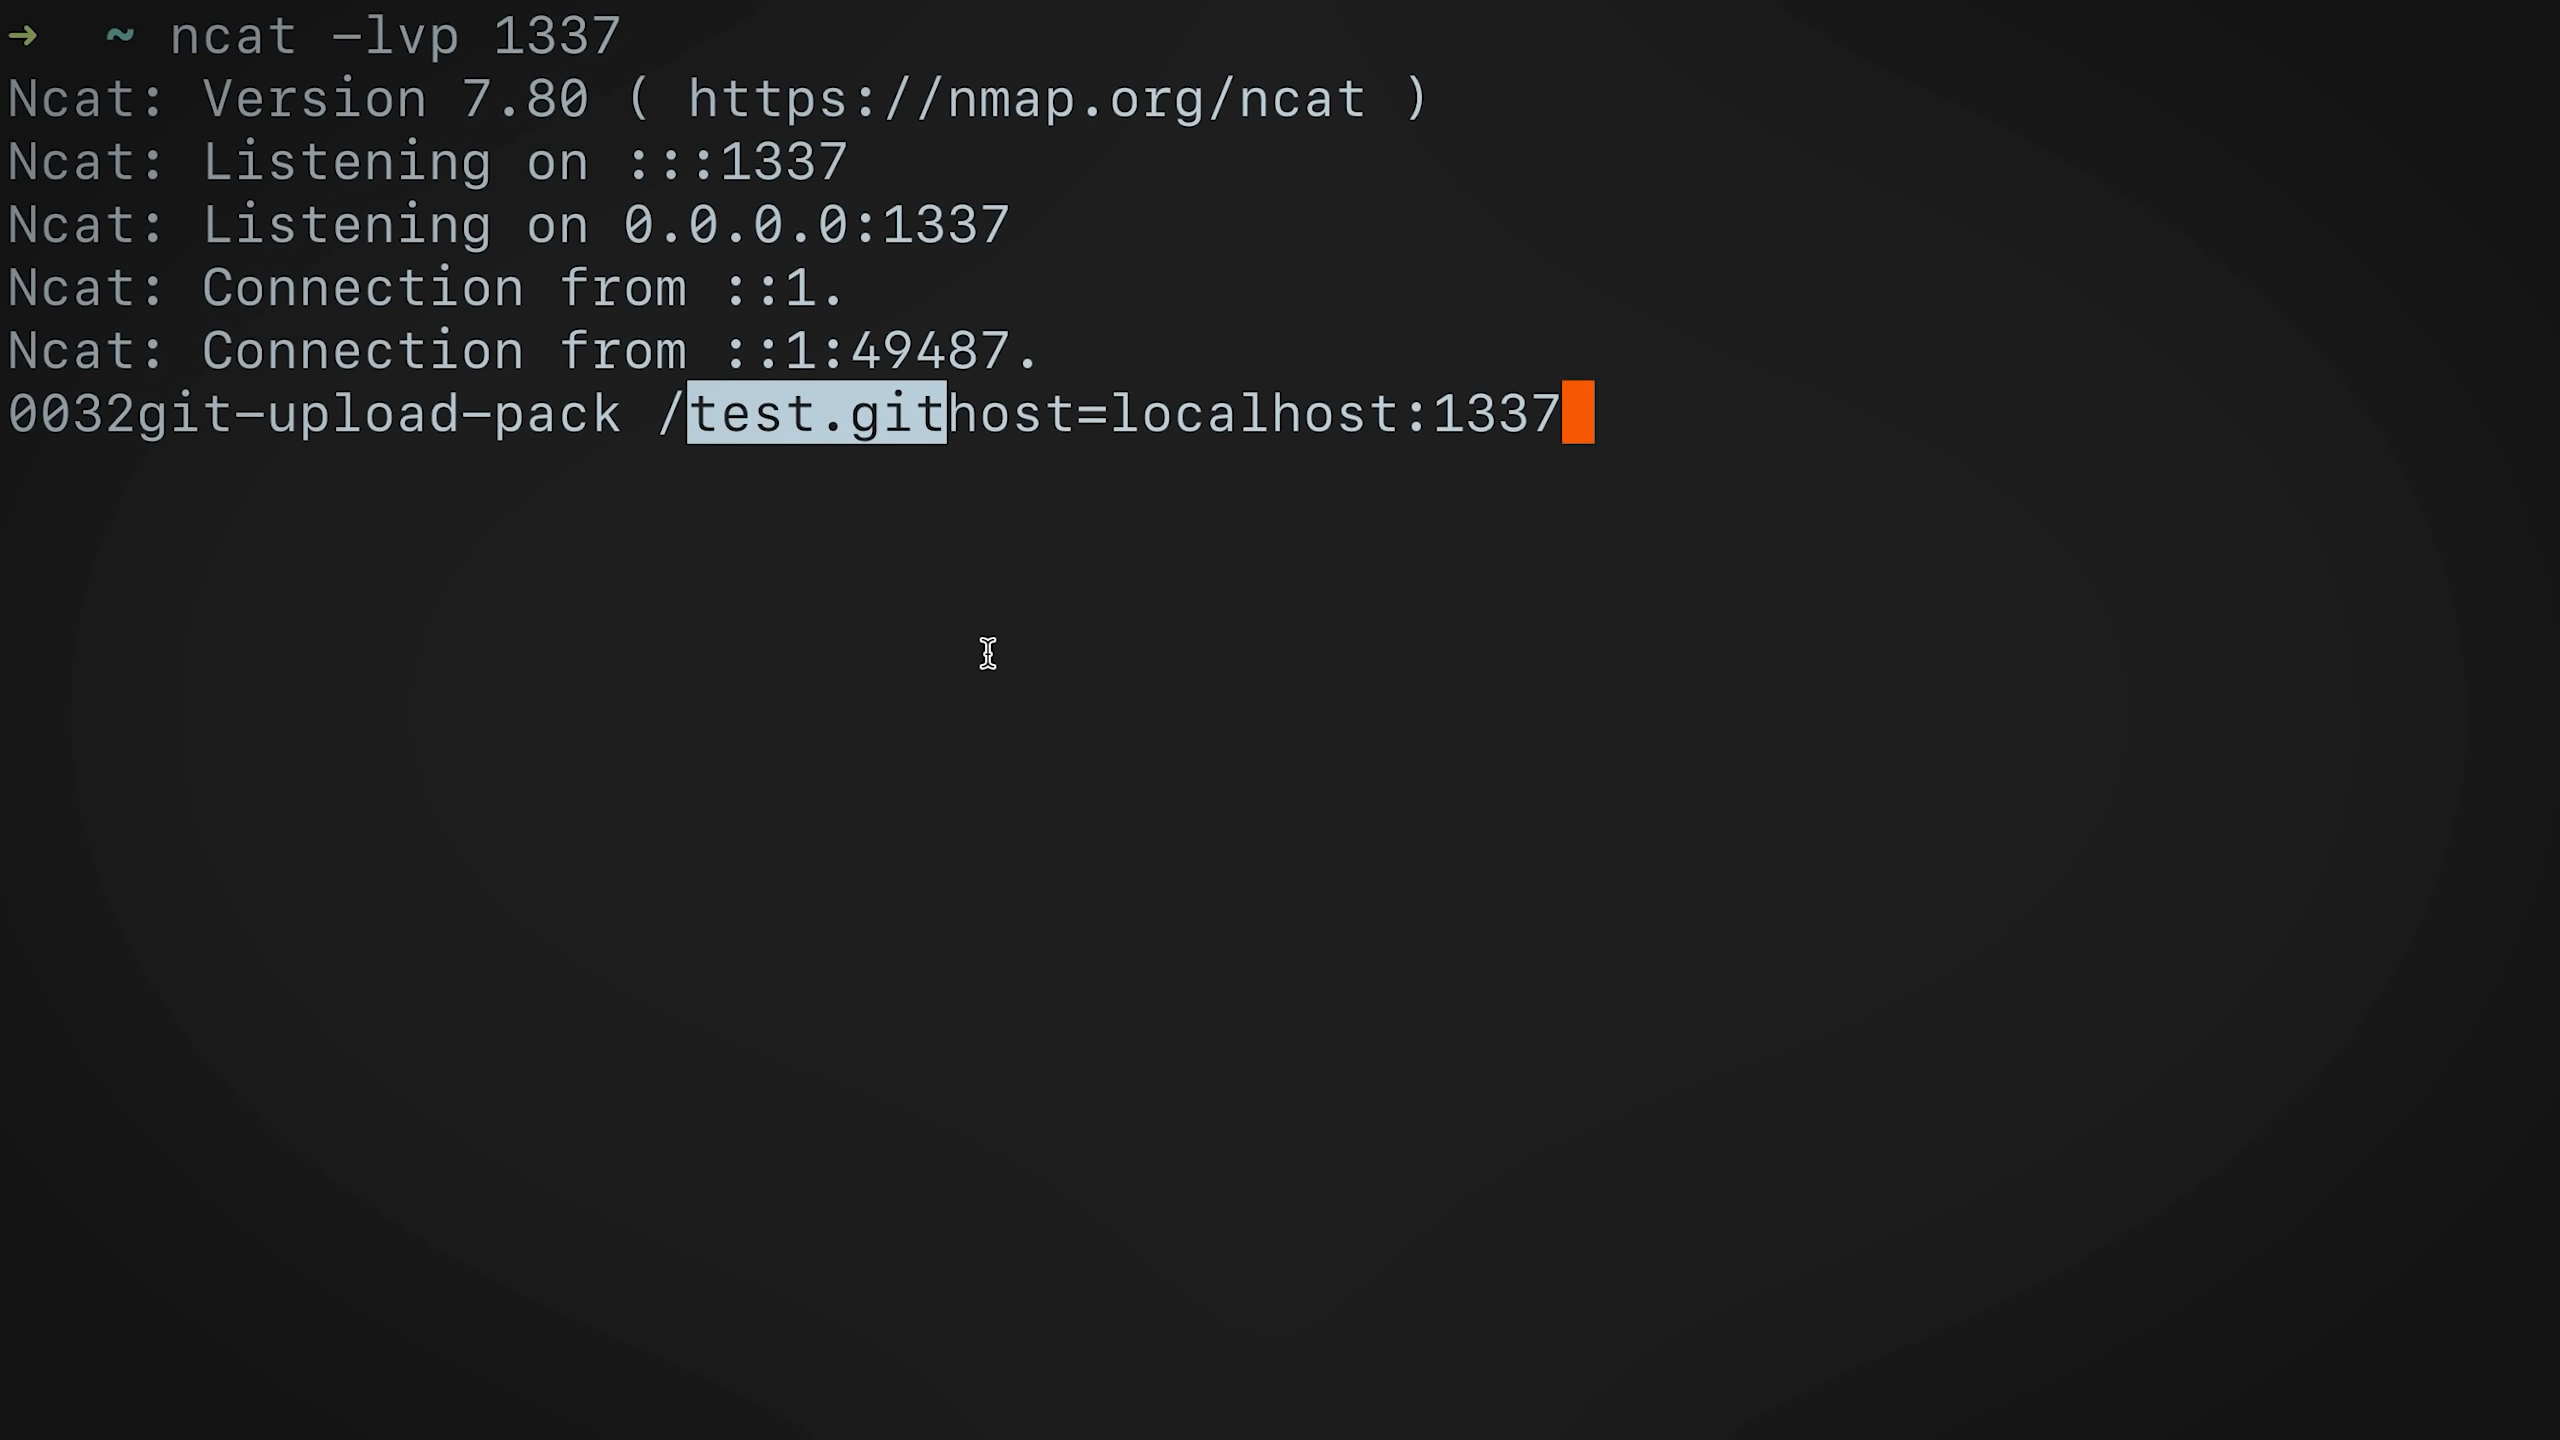 →  ~ ncat -lvp 1337
Ncat: Version 7.80 ( https://nmap.org/ncat )
Ncat: Listening on :::1337
Ncat: Listening on 0.0.0.0:1337
Ncat: Connection from ::1.
Ncat: Connection from ::1:49487.
0032git-upload-pack /test.githost=localhost:1337